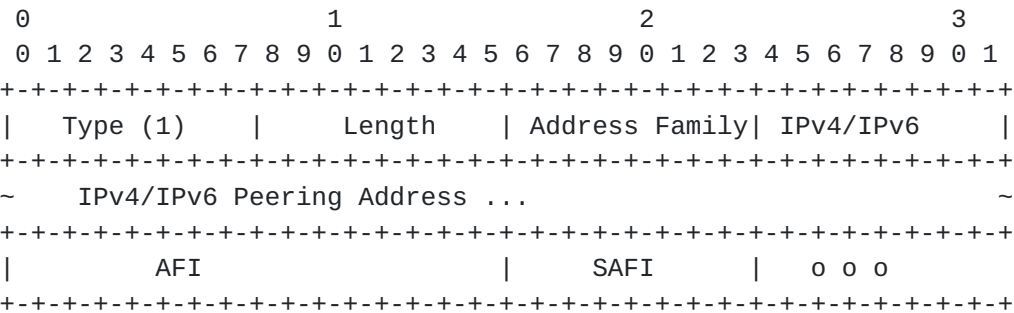 0                   1                   2                   3
 0 1 2 3 4 5 6 7 8 9 0 1 2 3 4 5 6 7 8 9 0 1 2 3 4 5 6 7 8 9 0 1
+-+-+-+-+-+-+-+-+-+-+-+-+-+-+-+-+-+-+-+-+-+-+-+-+-+-+-+-+-+-+-+-+
|   Type (1)    |     Length    | Address Family| IPv4/IPv6     |
+-+-+-+-+-+-+-+-+-+-+-+-+-+-+-+-+-+-+-+-+-+-+-+-+-+-+-+-+-+-+-+-+
~    IPv4/IPv6 Peering Address ...                              ~
+-+-+-+-+-+-+-+-+-+-+-+-+-+-+-+-+-+-+-+-+-+-+-+-+-+-+-+-+-+-+-+-+
|         AFI                   |     SAFI      |   o o o
+-+-+-+-+-+-+-+-+-+-+-+-+-+-+-+-+-+-+-+-+-+-+-+-+-+-+-+-+-+-+-+-+